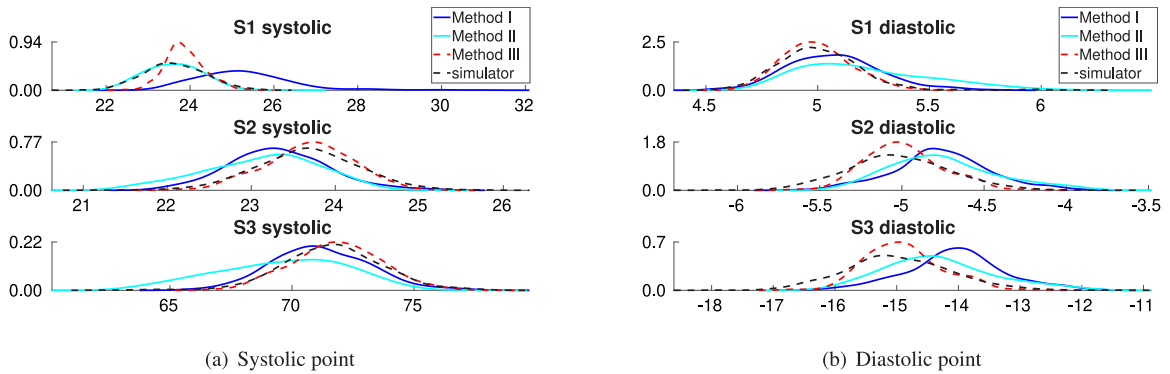 S1 systolic
Method I
Method II
Method III
simulator
0.94
0.00
22 24 26 28 30 32
S2 systolic
0.77
0.00
21 22 23 24 25 26
S3 systolic
0.22
0.00
65 70 75
(a) Systolic point
S1 diastolic
Method I
Method II
Method III
simulator
2.5
0.0
4.5 5 5.5 6
S2 diastolic
1.8
0.0
-6 -5.5 -5 -4.5 -4 -3.5
S3 diastolic
0.7
0.0
-18 -17 -16 -15 -14 -13 -12 -11
(b) Diastolic point